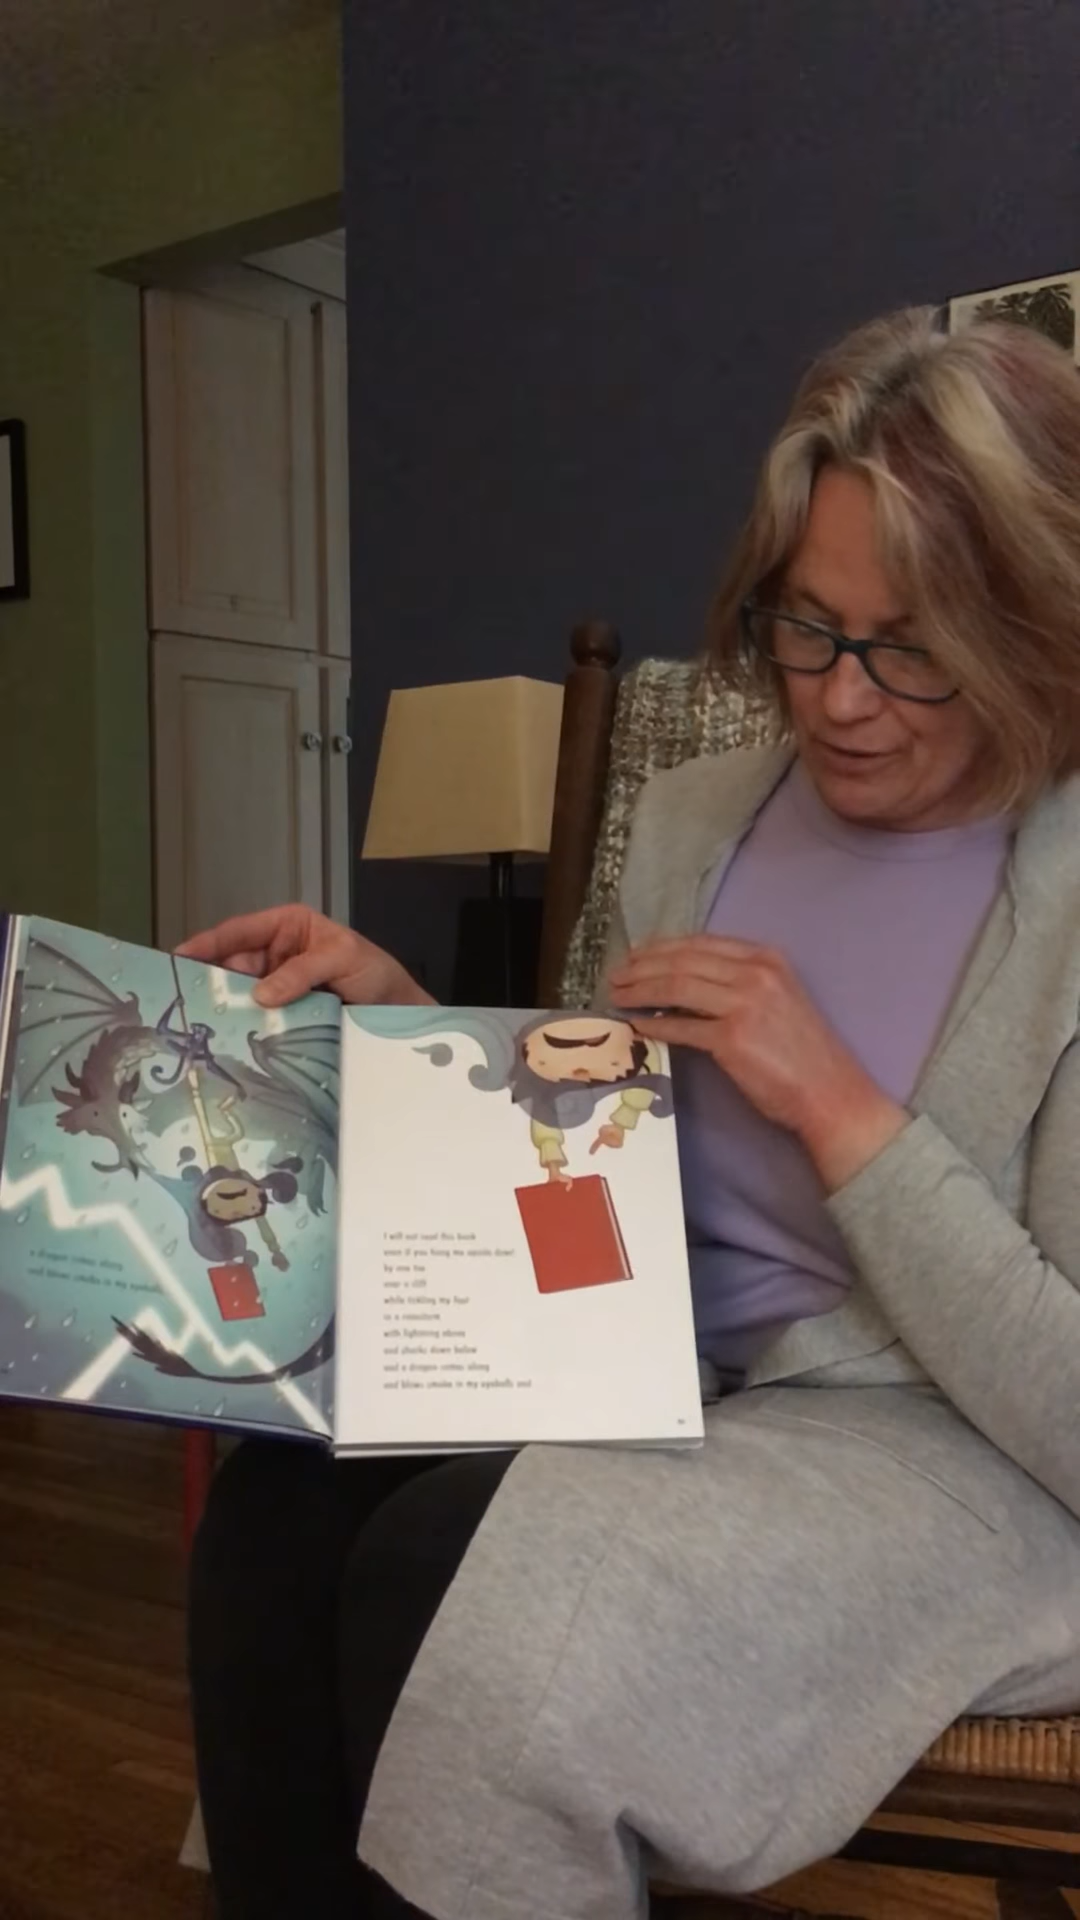 a dragon comes along
and blows smoke in my eyeballs
I will not read this book
even if you hang me upside down
by one toe
over a cliff
while tickling my feet
in a rainstorm
with lightning above
and sharks down below
and a dragon comes along
and blows smoke in my eyeballs and